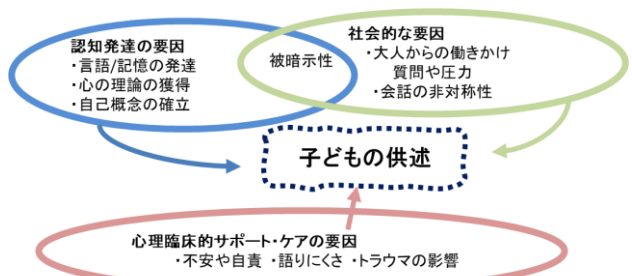 認知発達の要因
・言語/記憶の発達
・心の理論の獲得
・自己概念の確立
被暗示性
社会的な要因
・大人からの働きかけ
質問や圧力
・会話の非対称性
子どもの供述
心理臨床的サポート・ケアの要因
・不安や自責 ・語りにくさ ・トラウマの影響